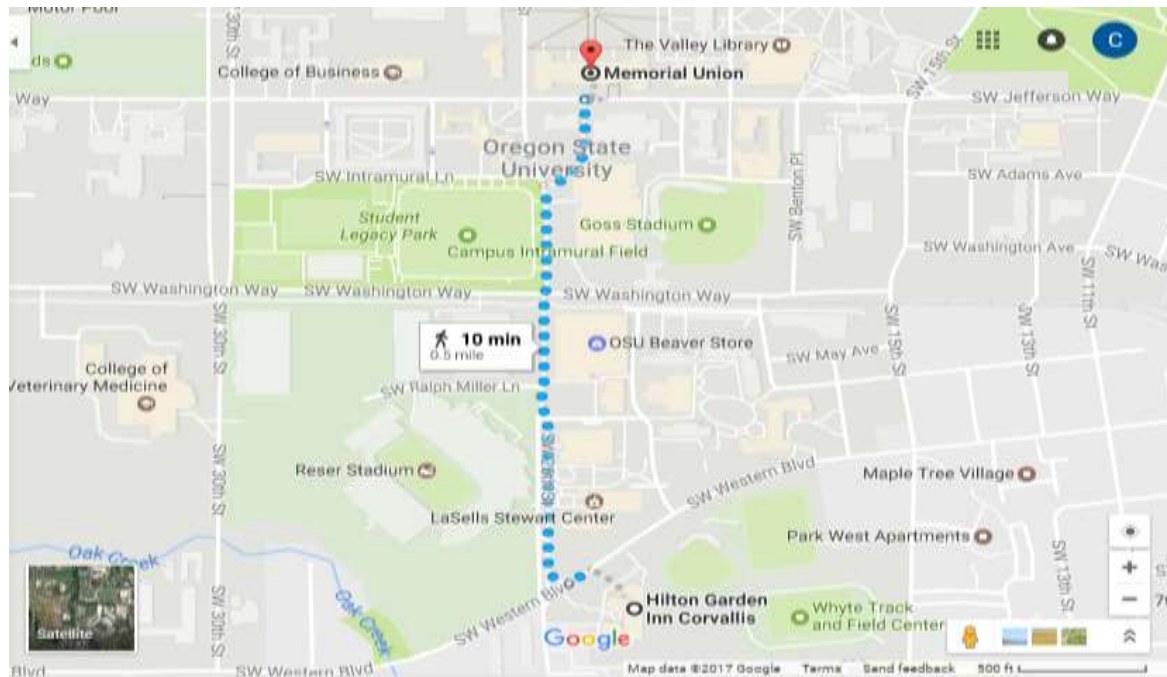 Motor Pool
SW 30th St
ds
The Valley Library
College of Business
Memorial Union
C
SW 15th St
Way
SW Jefferson Way
Oregon State
University
SW Intramural Ln
SW Benton Pl
SW Adams Ave
Student
Legacy Park
Goss Stadium
Campus Intramural Field
SW Washington Ave
SW Was
SW 11th St
SW Washington Way
SW Washington Way
SW Washington Way
SW 30th St
10 min
0.5 mile
OSU Beaver Store
SW May Ave
SW 15th St
SW 13th St
College of
Veterinary Medicine
SW Ralph Miller Ln
SW 30th St
Reser Stadium
SW Western Blvd
Maple Tree Village
LaSells Stewart Center
Park West Apartments
Oak Creek
Oak Creek
SW 30th St
SW 13th St
Satellite
SW Western Blvd
Hilton Garden
Inn Corvallis
Whyte Track
and Field Center
Google
Blvd
SW Western Blvd
Map data ©2017 Google
Terms
Send feedback
500 ft